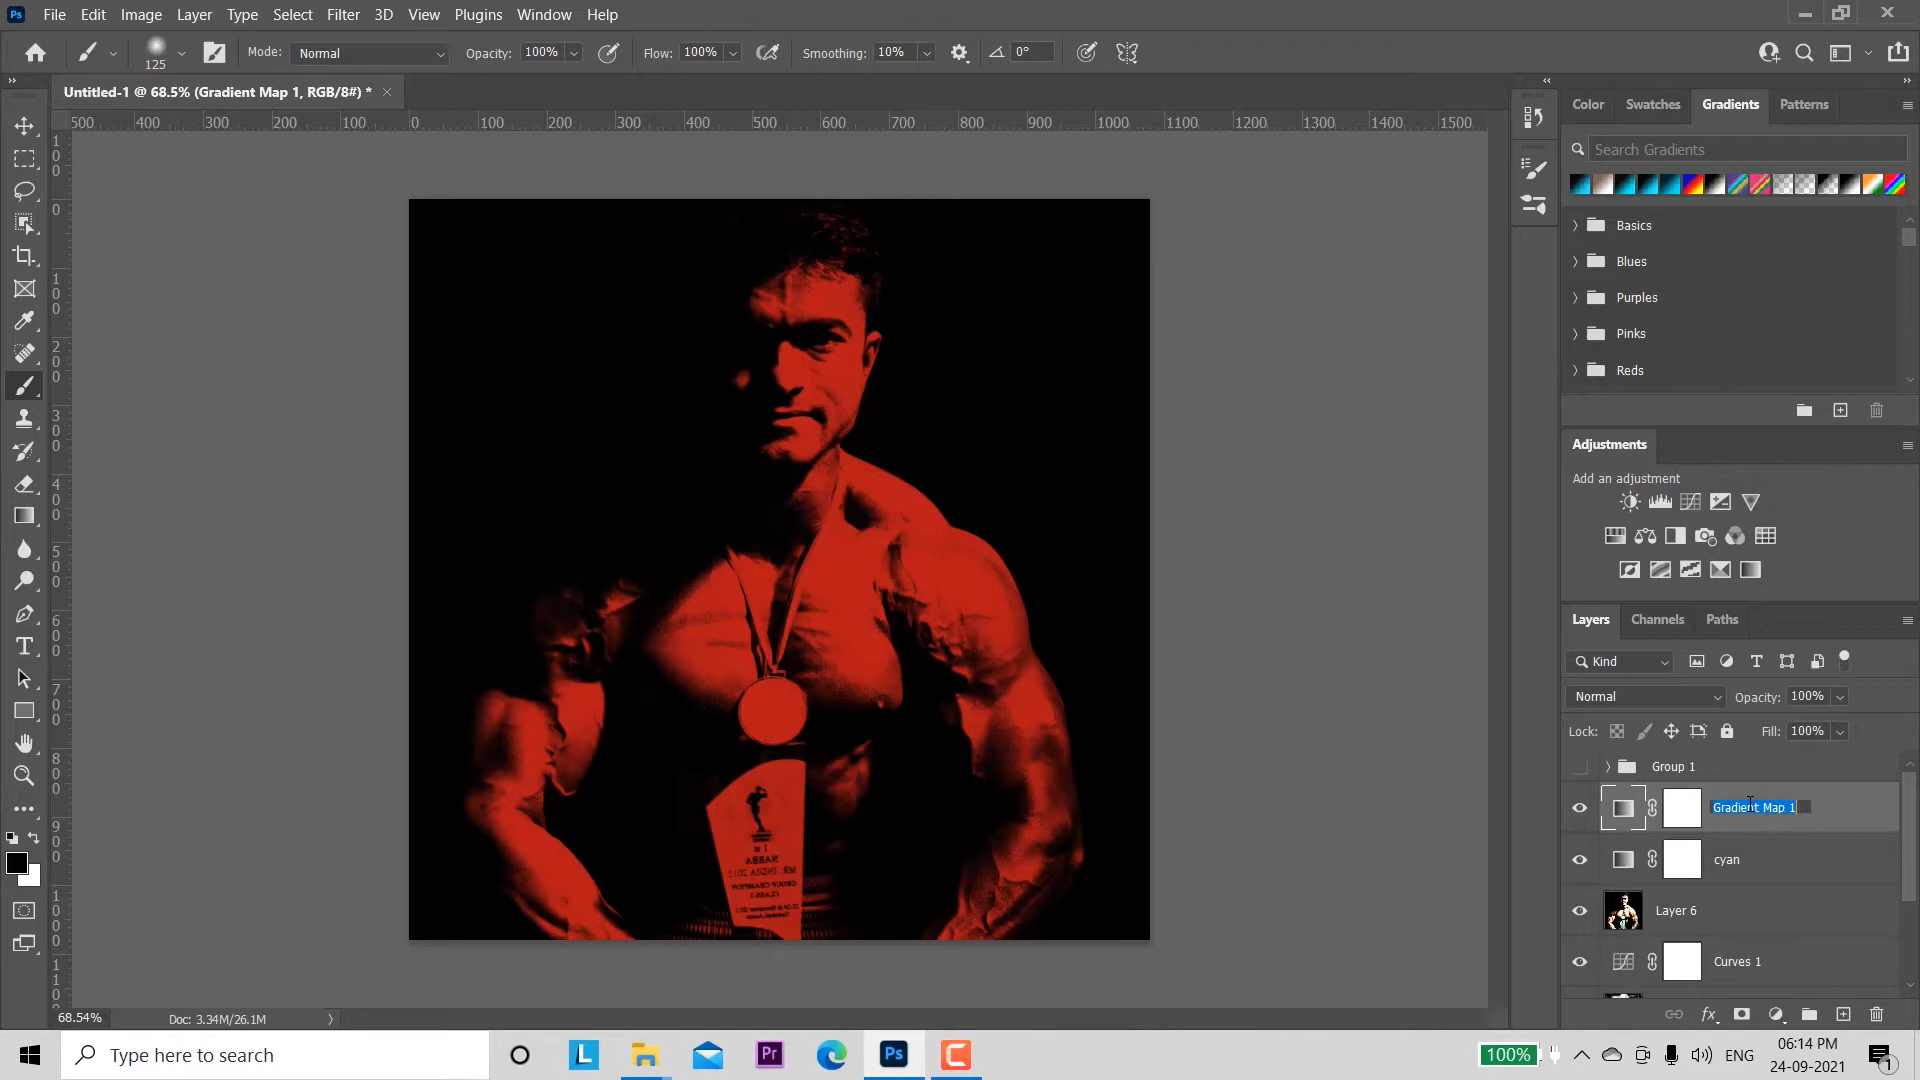 Ps File Edit Image Layer Type Select Filter 3D View Plugins Window Help
125 Mode: Normal Opacity: 100% Flow: 100% Smoothing: 10% 0°
Untitled-1 @ 68.5% (Gradient Map 1, RGB/8#) *
500 400 300 200 100 0 100 200 300 400 500 600 700 800 900 1000 1100 1200 1300 1400 1500
Color Swatches Gradients Patterns
Search Gradients
Basics
Blues
Purples
Pinks
Reds
Adjustments
Add an adjustment
Layers Channels Paths
Kind
Normal Opacity: 100%
Lock: Fill: 100%
Group 1
Gradient Map 1
cyan
Layer 6
Curves 1
68.54% Doc: 3.34M/26.1M
Type here to search
L Pr Ps
100% ENG
06:14 PM
24-09-2021
1